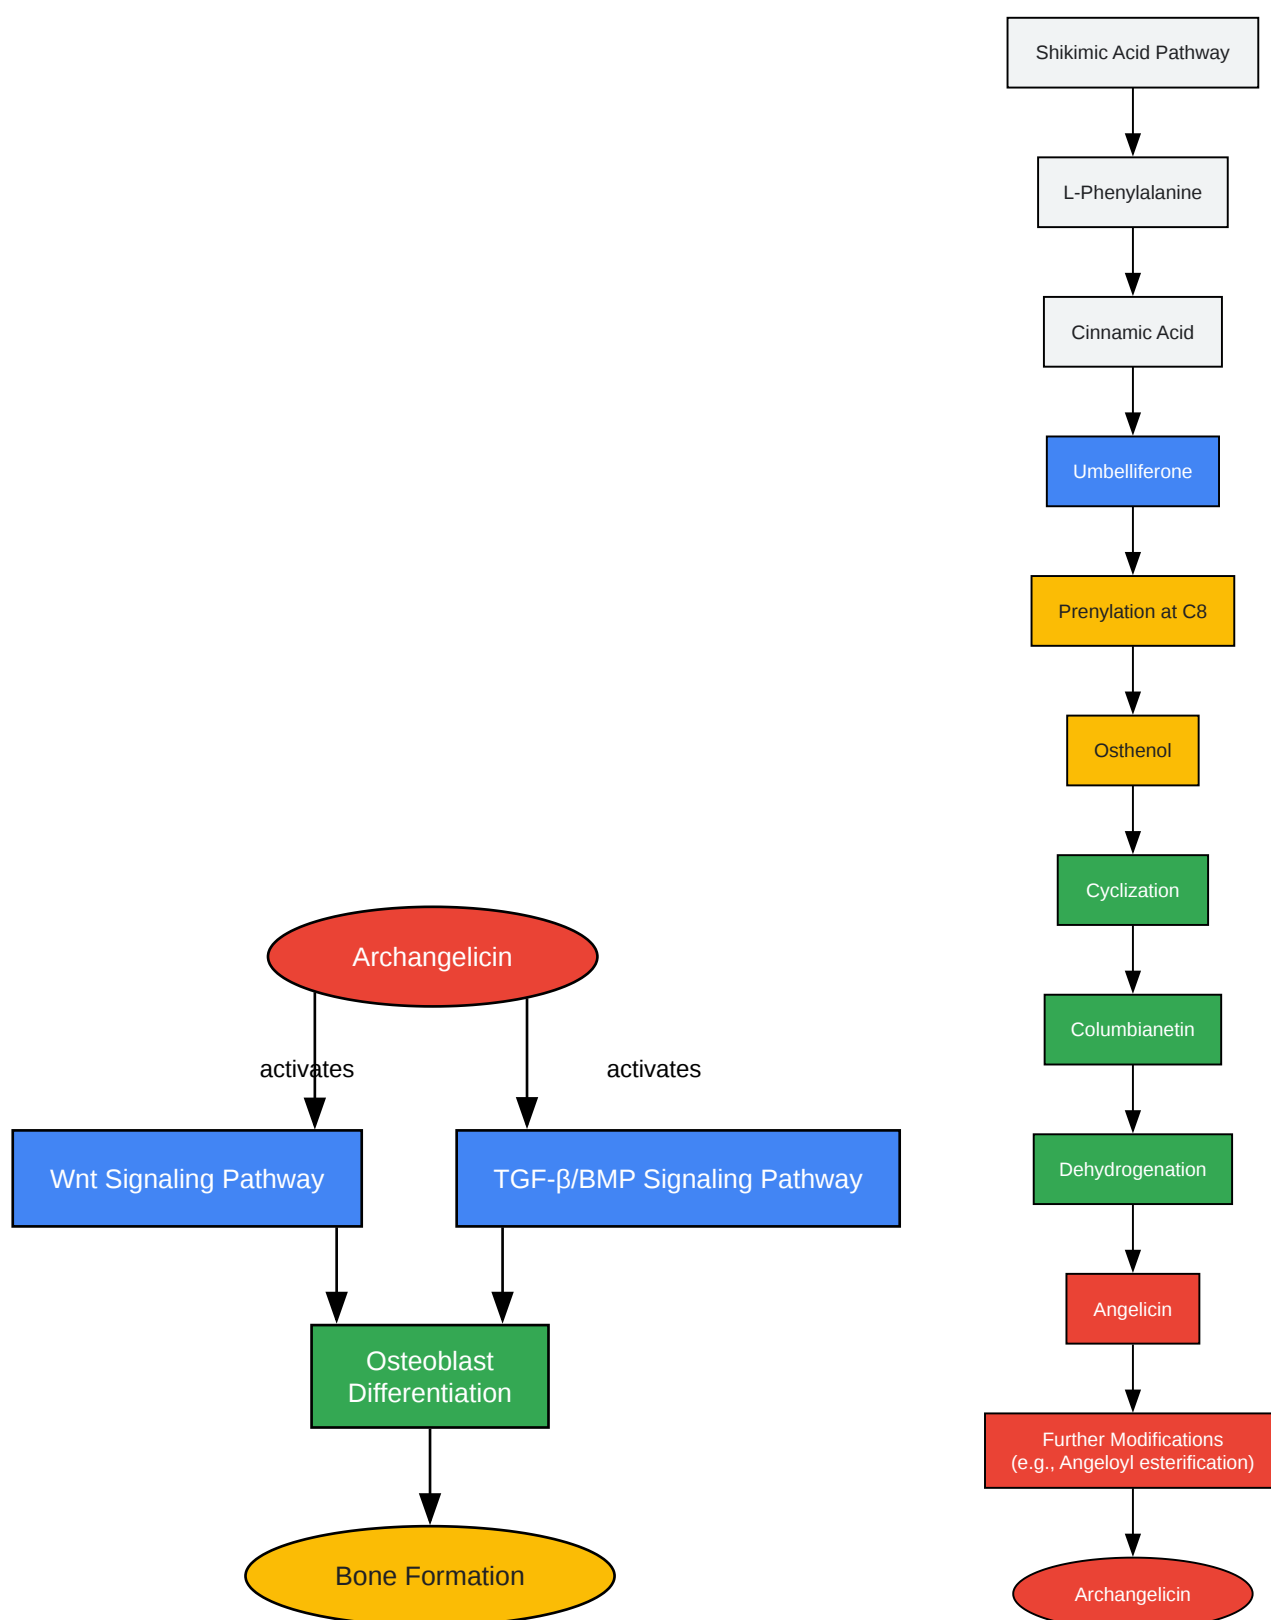 Shikimic Acid Pathway
L-Phenylalanine
Cinnamic Acid
Umbelliferone
Prenylation at C8
Osthenol
Cyclization
Columbianetin
Dehydrogenation
Angelicin
Further Modifications
(e.g., Angeloyl esterification)
Archangelicin
Archangelicin
activates
activates
Wnt Signaling Pathway
TGF-β/BMP Signaling Pathway
Osteoblast
Differentiation
Bone Formation